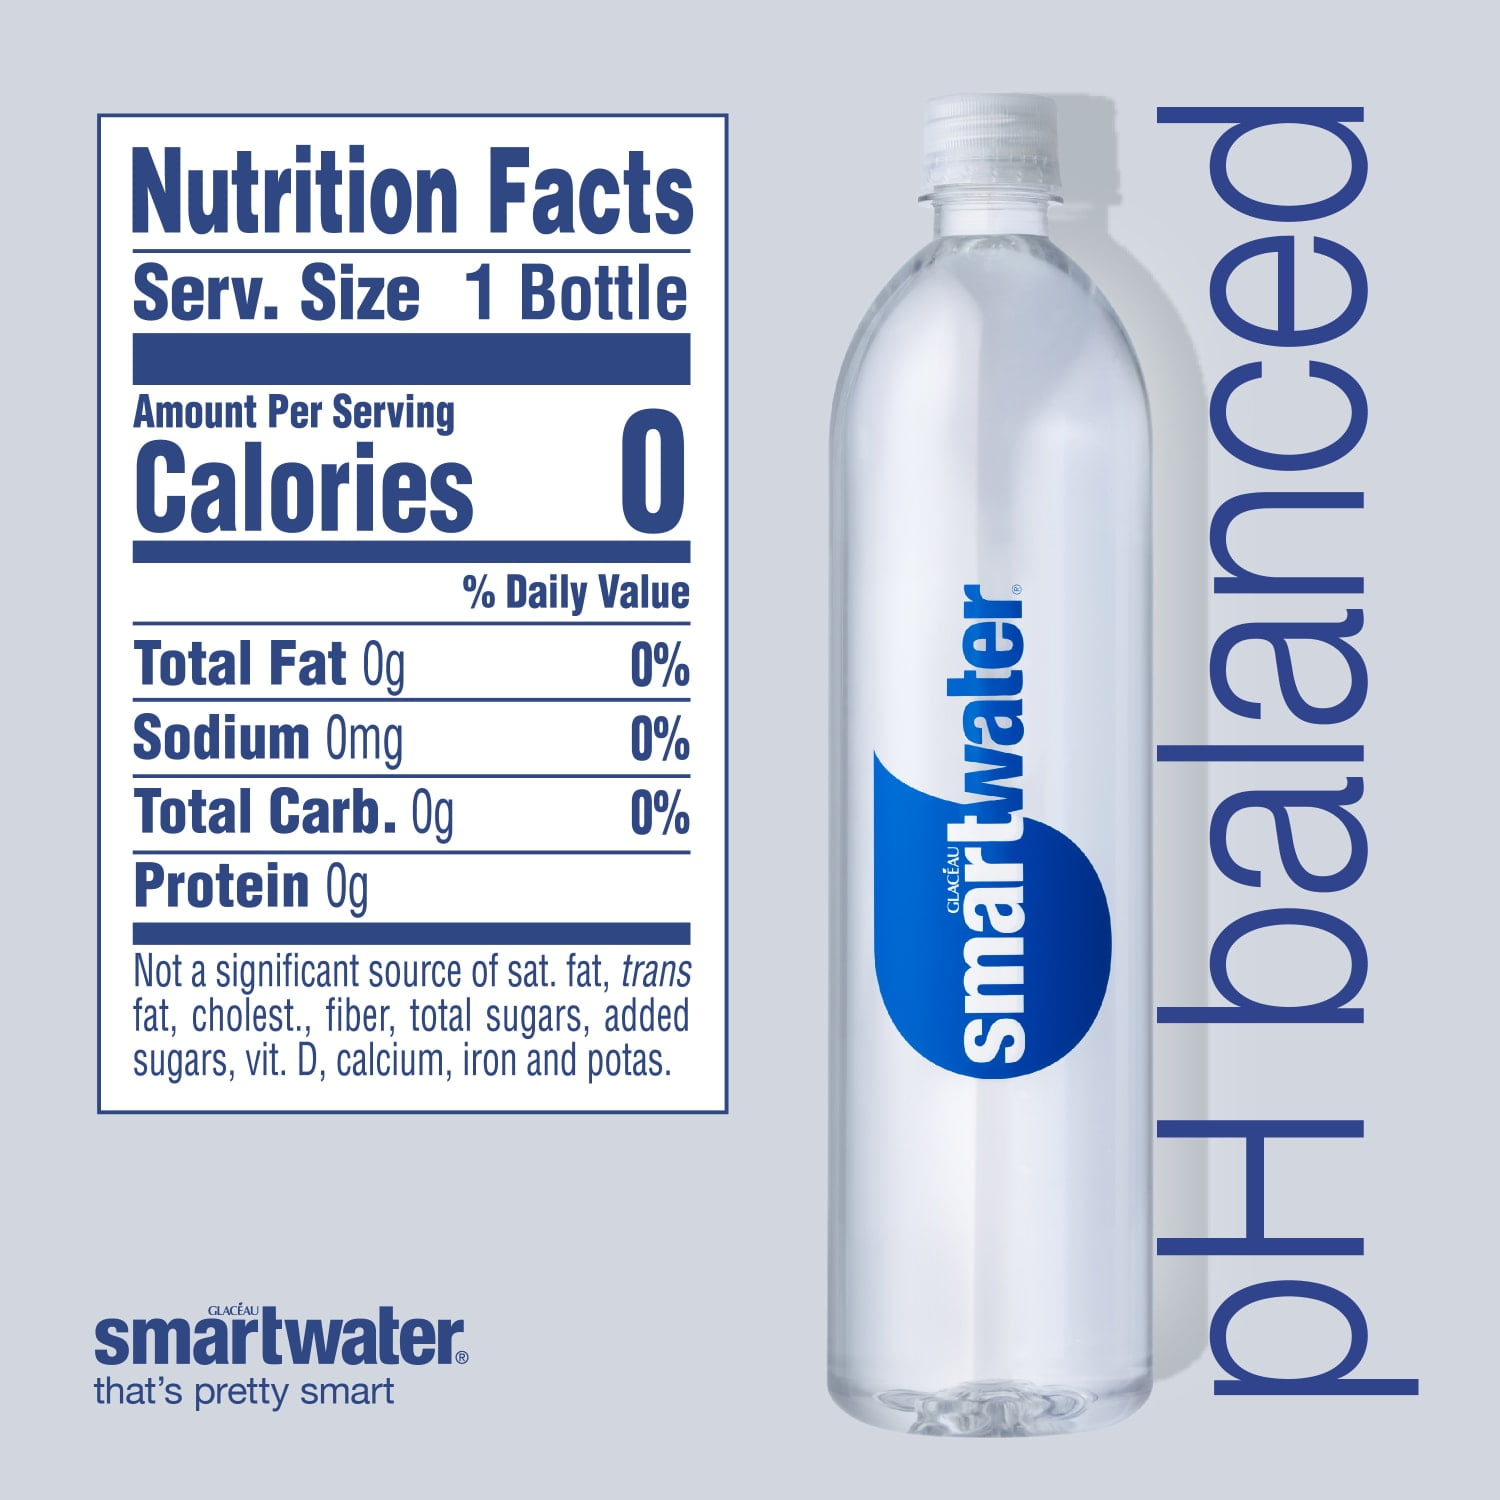 Nutrition Facts
Serv. Size 1 Bottle
Amount Per Serving
Calories 0
% Daily Value
Total Fat 0g 0%
Sodium 0mg 0%
Total Carb. 0g 0%
Protein 0g
Not a significant source of sat. fat, trans
fat, cholest., fiber, total sugars, added
sugars, vit. D, calcium, iron and potas.
GLACÉAU
smartwater®
that's pretty smart
GLACÉAU
smartwater®
pH balanced